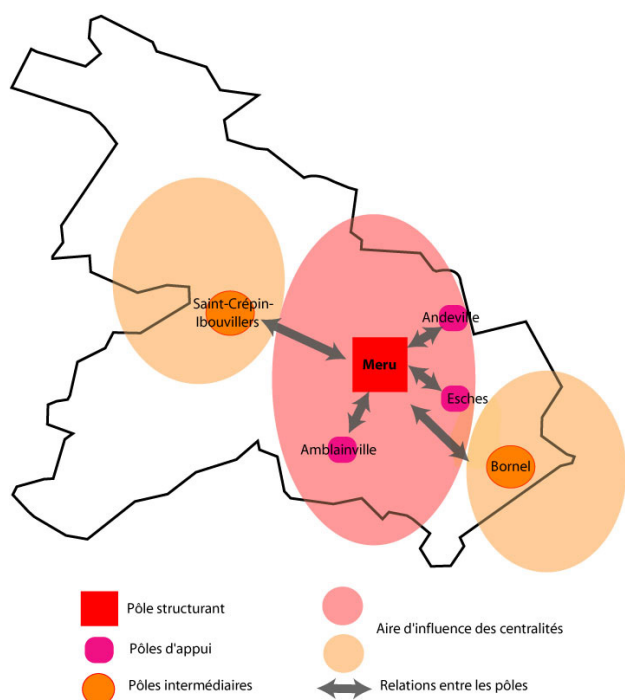 Saint-Crépin-
Ibouvillers
Andeville
Meru
Esches
Amblainville
Bornel
Pôle structurant
Pôles d'appui
Pôles intermédiaires
Aire d'influence des centralités
Relations entre les pôles